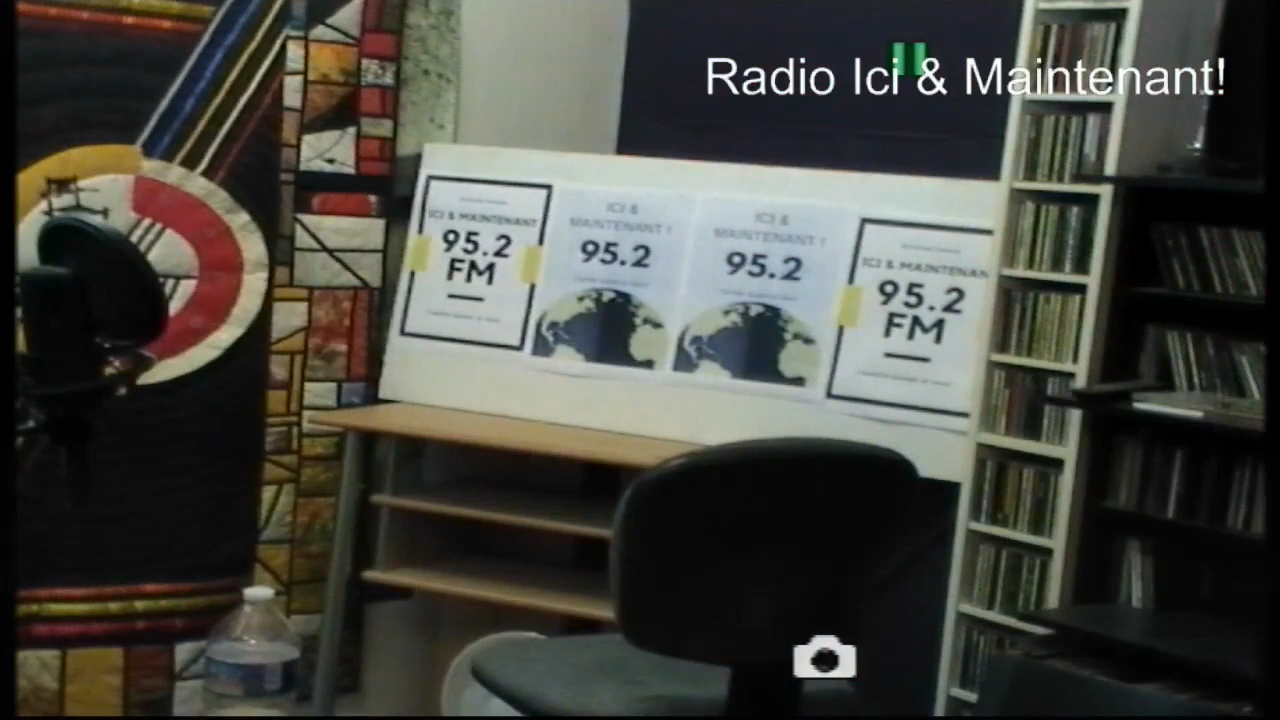 Radio Ici & Maintenant!
ICI & MAINTENANT
95.2
FM
ICI &
MAINTENANT !
95.2
ICI &
MAINTENANT !
95.2
ICI & MAINTENAN
95.2
FM